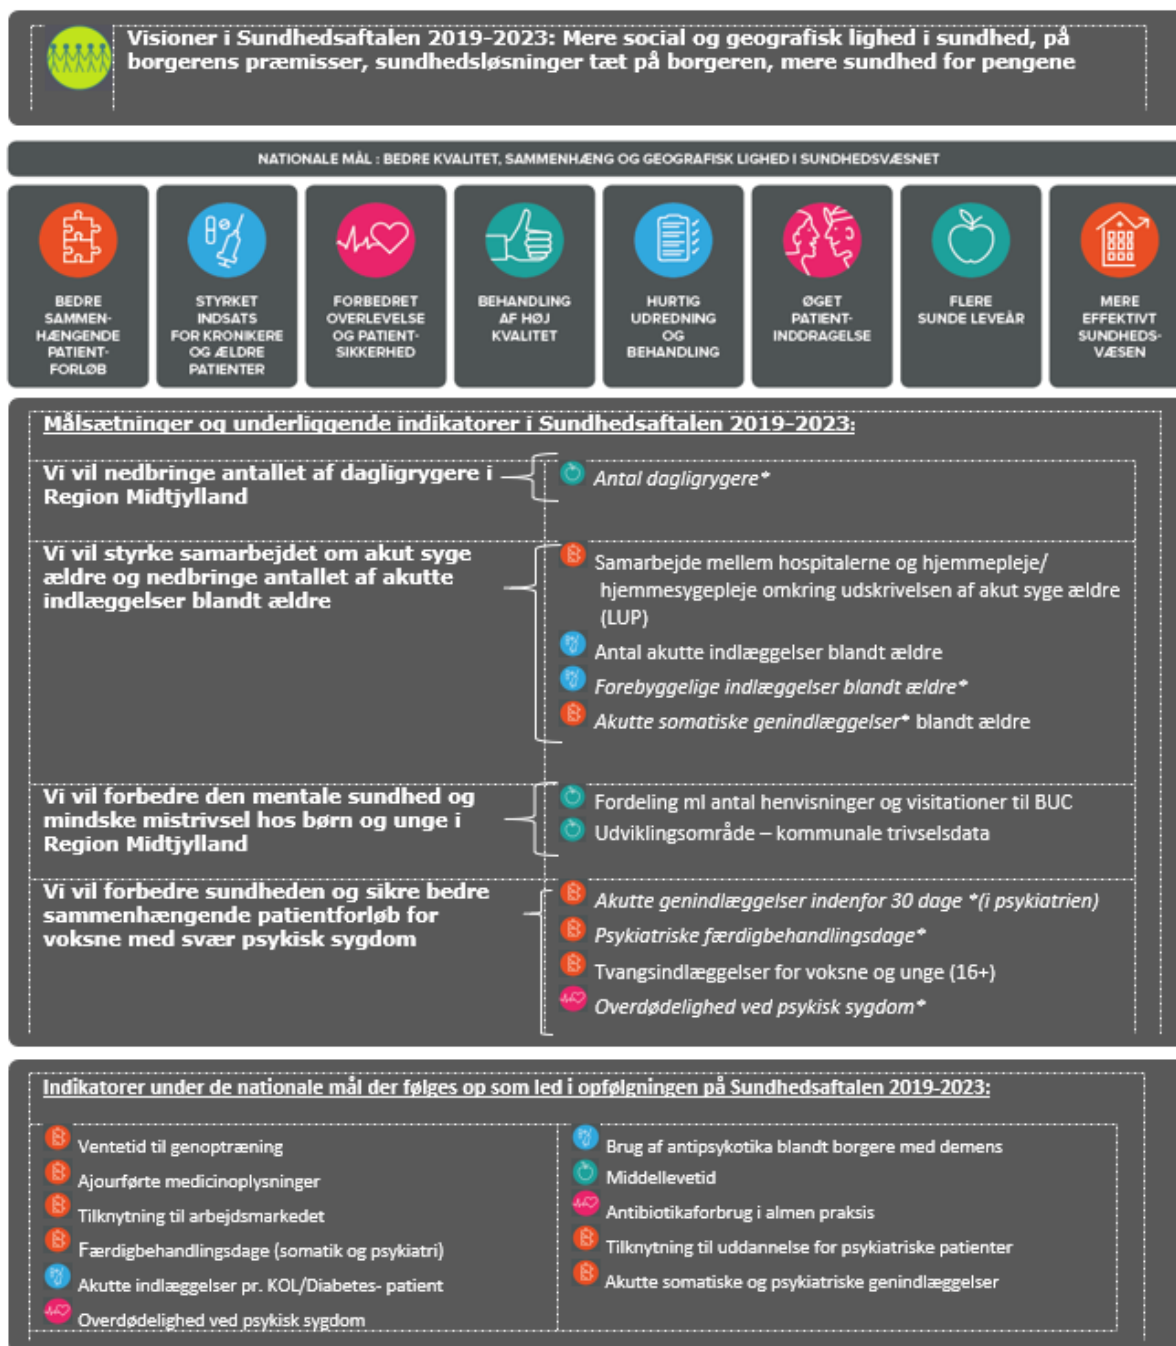 Visioner i Sundhedsaftalen 2019-2023: Mere social og geografisk lighed i sundhed, på
borgerens præmisser, sundhedsløsninger tæt på borgeren, mere sundhed for pengene
NATIONALE MÅL : BEDRE KVALITET, SAMMENHÆNG OG GEOGRAFISK LIGHED I SUNDHEDSVÆSNET
BEDRE
SAMMEN-
HÆNGENDE
PATIENT-
FORLØB
STYRKET
INDSATS
FOR KRONIKERE
OG ÆLDRE
PATIENTER
FORBEDRET
OVERLEVELSE
OG PATIENT-
SIKKERHED
BEHANDLING
AF HØJ
KVALITET
HURTIG
UDREDNING
OG
BEHANDLING
ØGET
PATIENT-
INDDRAGELSE
FLERE
SUNDE LEVEÅR
MERE
EFFEKTIVT
SUNDHEDS-
VÆSEN
Målsætninger og underliggende indikatorer i Sundhedsaftalen 2019-2023:
Vi vil nedbringe antallet af dagligrygere i
Region Midtjylland
Antal dagligrygere*
Vi vil styrke samarbejdet om akut syge
ældre og nedbringe antallet af akutte
indlæggelser blandt ældre
Samarbejde mellem hospitalerne og hjemmepleje/
hjemmesygepleje omkring udskrivelsen af akut syge ældre
(LUP)
Antal akutte indlæggelser blandt ældre
Forebyggelige indlæggelser blandt ældre*
Akutte somatiske genindlæggelser* blandt ældre
Vi vil forbedre den mentale sundhed og
mindske mistrivsel hos børn og unge i
Region Midtjylland
Fordeling ml antal henvisninger og visitationer til BUC
Udviklingsområde – kommunale trivselsdata
Vi vil forbedre sundheden og sikre bedre
sammenhængende patientforløb for
voksne med svær psykisk sygdom
Akutte genindlæggelser indenfor 30 dage *(i psykiatrien)
Psykiatriske færdigbehandlingsdage*
Tvangsindlæggelser for voksne og unge (16+)
Overdødelighed ved psykisk sygdom*
Indikatorer under de nationale mål der følges op som led i opfølgningen på Sundhedsaftalen 2019-2023:
Ventetid til genoptræning
Ajourførte medicinoplysninger
Tilknytning til arbejdsmarkedet
Færdigbehandlingsdage (somatik og psykiatri)
Akutte indlæggelser pr. KOL/Diabetes- patient
Overdødelighed ved psykisk sygdom
Brug af antipsykotika blandt borgere med demens
Middellevetid
Antibiotikaforbrug i almen praksis
Tilknytning til uddannelse for psykiatriske patienter
Akutte somatiske og psykiatriske genindlæggelser